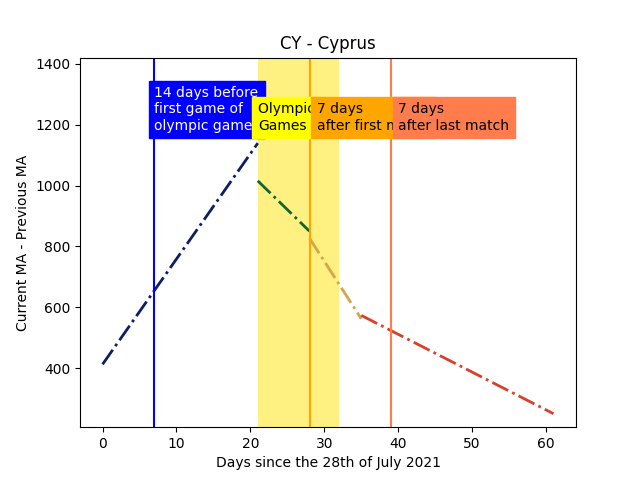 CY - Cyprus
Current MA - Previous MA
1400
1200
1000
800
600
400
14 days before
first game of
olympic game
Olympic
Games
7 days
after first
7 days
after last match
0
10
20
30
40
50
60
Days since the 28th of July 2021